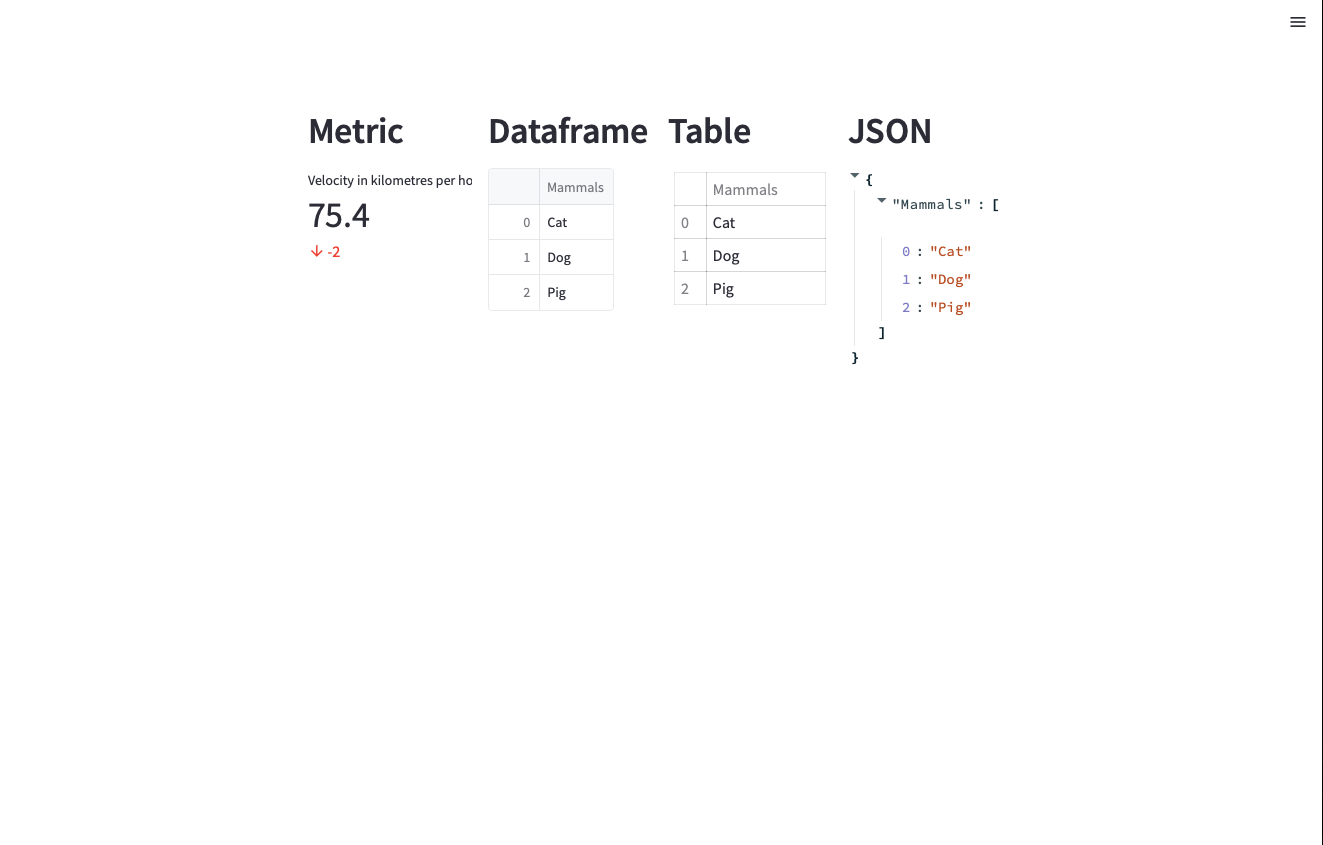 Metric
Velocity in kilometres per ho
75.4
-2
Dataframe
Mammals
0 Cat
1 Dog
2 Pig
Table
Mammals
0 Cat
1 Dog
2 Pig
JSON
{
"Mammals" : [
0 : "Cat"
1 : "Dog"
2 : "Pig"
]
}